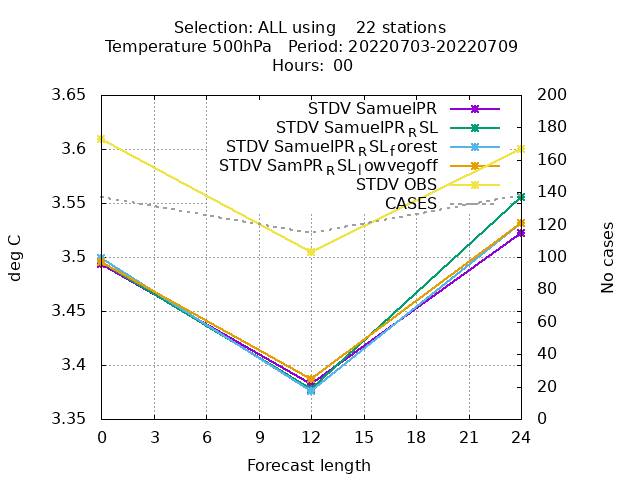 Selection: ALL using    22 stations
Temperature 500hPa   Period: 20220703-20220709
Hours:  00
3.65
3.6
3.55
3.5
3.45
3.4
3.35
200
180
160
140
120
100
80
60
40
20
0
STDV SamuelPR
STDV SamuelPR_RSL
STDV SamuelPR_RSL_forest
STDV SamPR_RSL_lowvegoff
STDV OBS
CASES
deg C
No cases
0 3 6 9 12 15 18 21 24
Forecast length